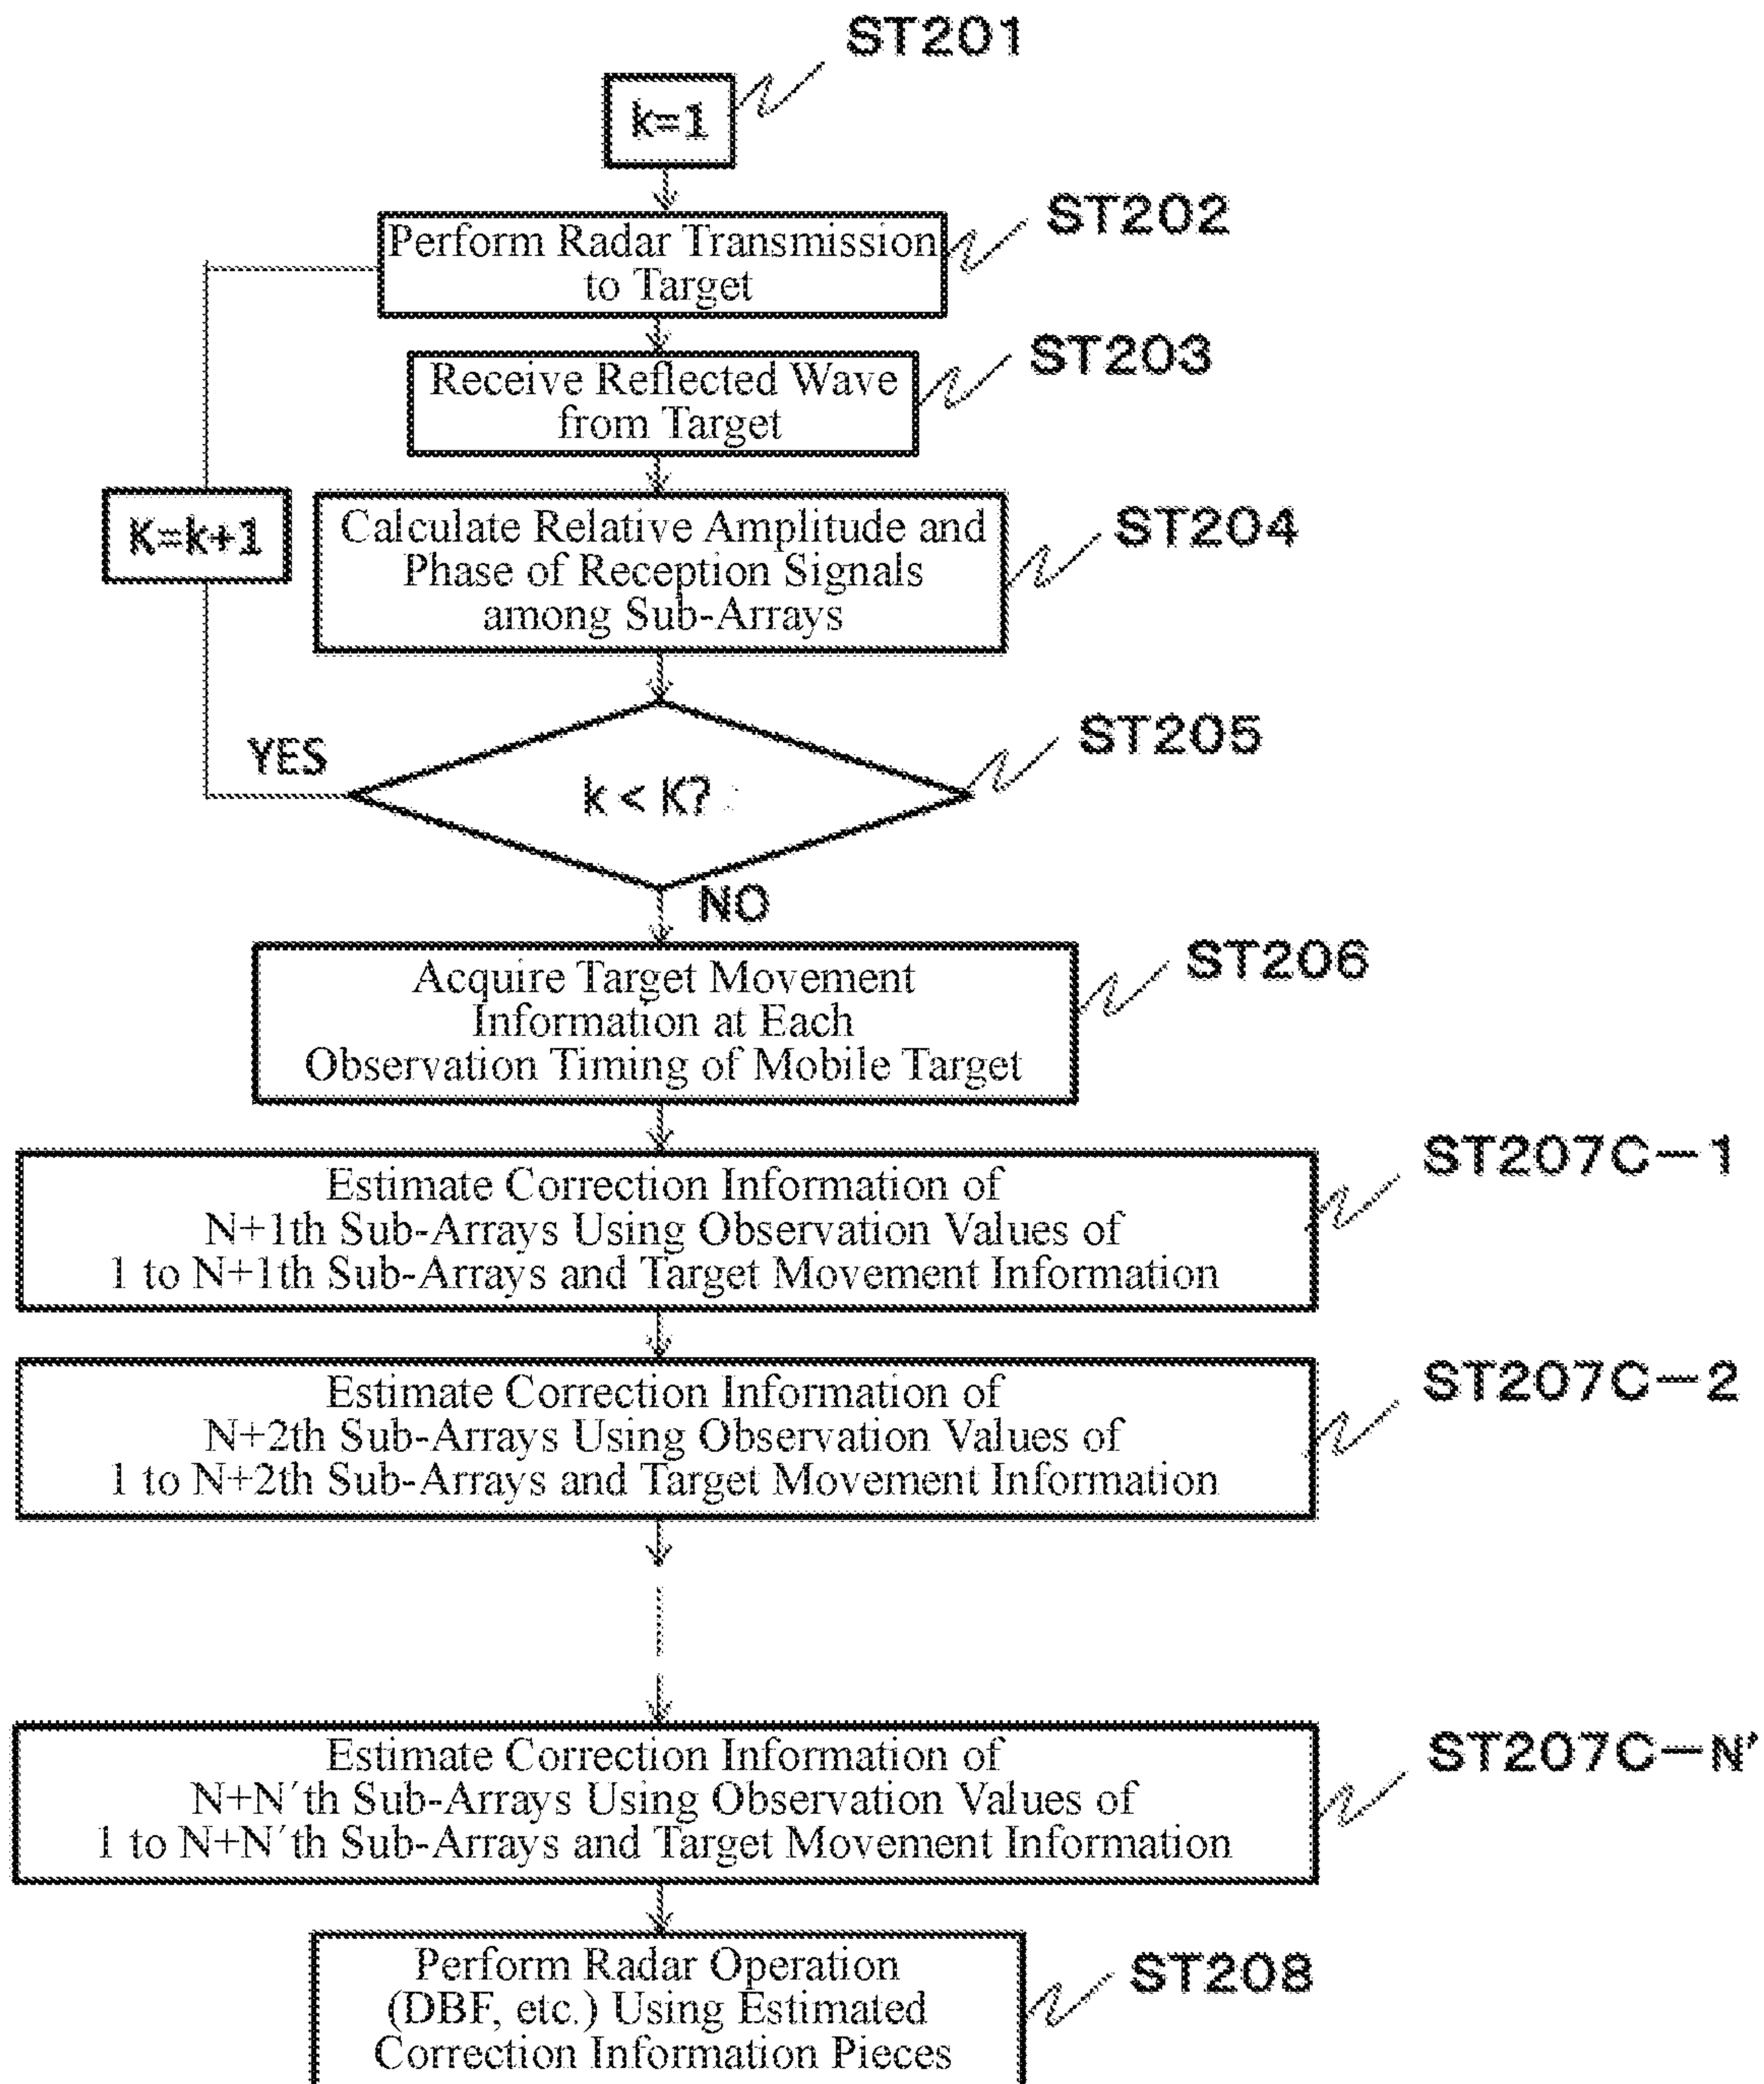 ST201
k=1
ST202
Perform Radar Transmission
to Target
ST203
Receive Reflected Wave
from Target
K=k+1
ST204
Calculate Relative Amplitude and
Phase of Reception Signals
among Sub-Arrays
ST205
YES
k < K?
NO
ST206
Acquire Target Movement
Information at Each
Observation Timing of Mobile Target
ST207C-1
Estimate Correction Information of
N+1th Sub-Arrays Using Observation Values of
1 to N+1th Sub-Arrays and Target Movement Information
ST207C-2
Estimate Correction Information of
N+2th Sub-Arrays Using Observation Values of
1 to N+2th Sub-Arrays and Target Movement Information
ST207C-N'
Estimate Correction Information of
N+N´th Sub-Arrays Using Observation Values of
1 to N+N´th Sub-Arrays and Target Movement Information
ST208
Perform Radar Operation
(DBF, etc.) Using Estimated
Correction Information Pieces